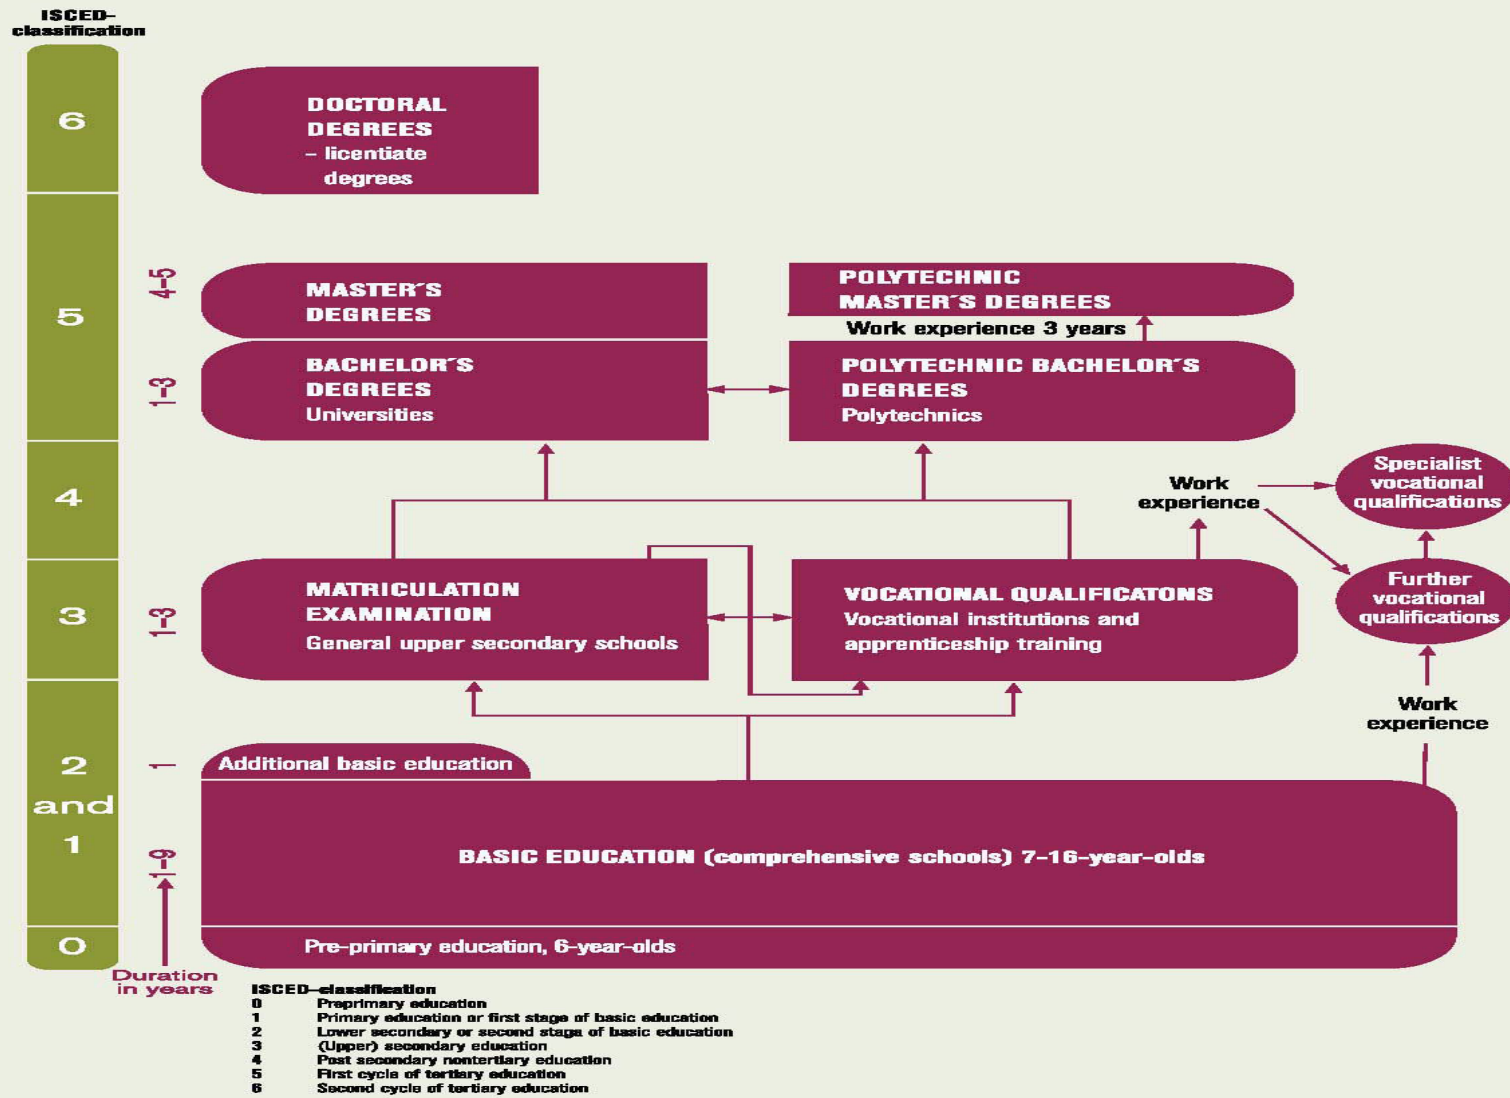 ISCED-
classification
6
DOCTORAL
DEGREES
– licentiate
degrees
5
4–5
MASTER´S
DEGREES
POLYTECHNIC
MASTER´S DEGREES
Work experience 3 years
1–3
BACHELOR´S
DEGREES
Universities
POLYTECHNIC BACHELOR´S
DEGREES
Polytechnics
4
Work
experience
Specialist
vocational
qualifications
3
1–3
MATRICULATION
EXAMINATION
General upper secondary schools
VOCATIONAL QUALIFICATONS
Vocational institutions and
apprenticeship training
Further
vocational
qualifications
Work
experience
2
and
1
1
Additional basic education
1–9
BASIC EDUCATION (comprehensive schools) 7-16-year-olds
0
Pre-primary education, 6-year-olds
Duration
in years
ISCED-classification
0 Preprimary education
1 Primary education or first stage of basic education
2 Lower secondary or second stage of basic education
3 (Upper) secondary education
4 Post secondary nontertiary education
5 First cycle of tertiary education
6 Second cycle of tertiary education